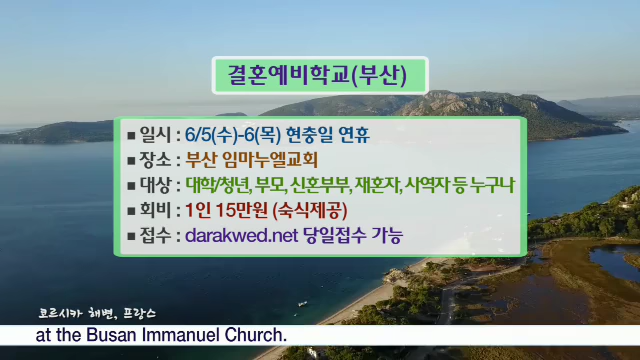 결혼예비학교(부산)
■ 일시 : 6/5(수)-6(목) 현충일 연휴
■ 장소 : 부산 임마누엘교회
■ 대상 : 대학/청년, 부모, 신혼부부, 재혼자, 사역자 등 누구나
■ 회비 : 1인 15만원 (숙식제공)
■ 접수 : darakwed.net 당일접수 가능
코르시카 해변, 프랑스
at the Busan Immanuel Church.